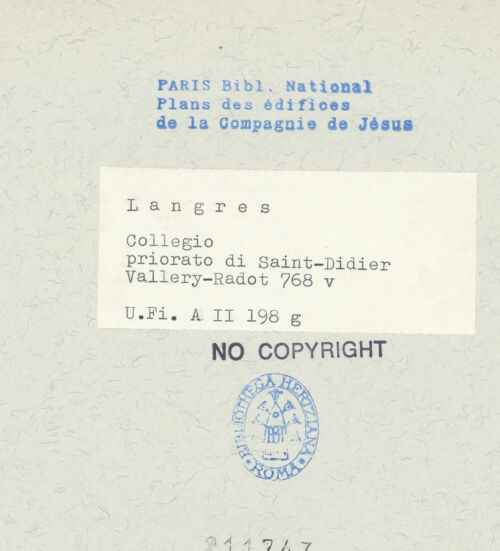 PARIS Bibl. National
Plans des édifices
de la Compagnie de Jésus
Langres
Collegio
priorato di Saint-Didier
Vallery-Radot 768 v
U.Fi. A II 198 g
NO COPYRIGHT
BIBLIOTHECA HERTZIANA
ROMA